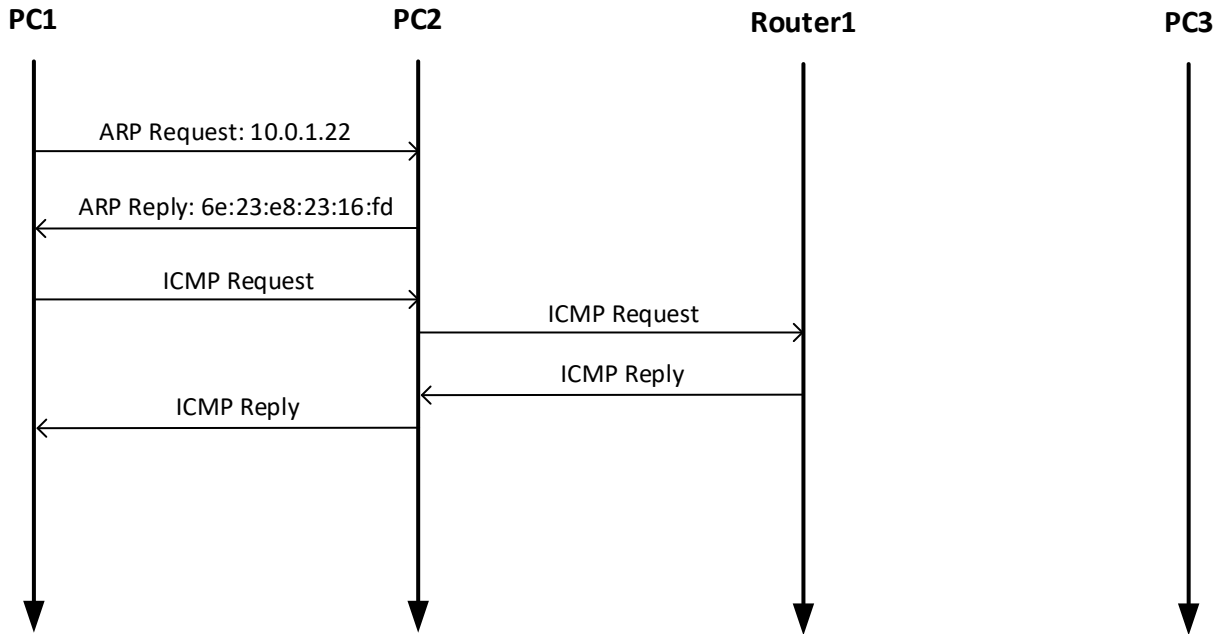 PC1
PC2
Router1
PC3
ARP Request: 10.0.1.22
ARP Reply: 6e:23:e8:23:16:fd
ICMP Request
ICMP Request
ICMP Reply
ICMP Reply